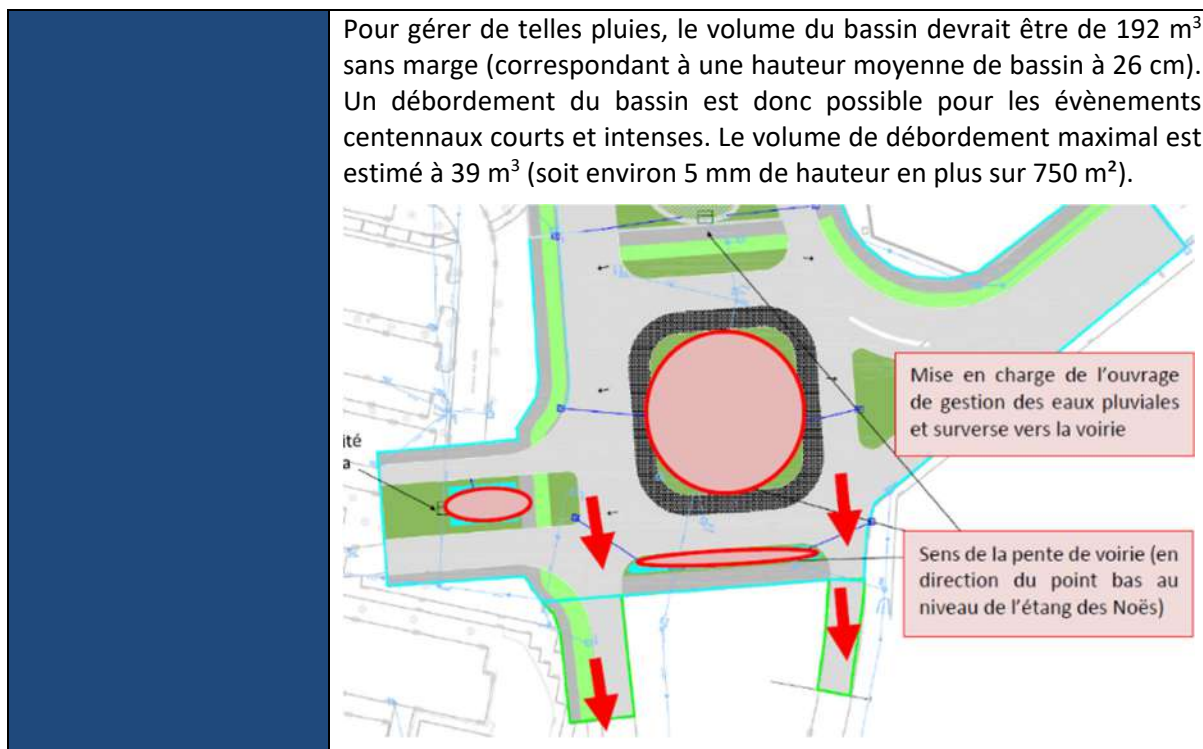 Pour gérer de telles pluies, le volume du bassin devrait être de 192 m³
sans marge (correspondant à une hauteur moyenne de bassin à 26 cm).
Un débordement du bassin est donc possible pour les évènements
centennaux courts et intenses. Le volume de débordement maximal est
estimé à 39 m³ (soit environ 5 mm de hauteur en plus sur 750 m²).
Mise en charge de l'ouvrage
de gestion des eaux pluviales
et surverse vers la voirie
ité
a
Sens de la pente de voirie (en
direction du point bas au
niveau de l'étang des Noës)